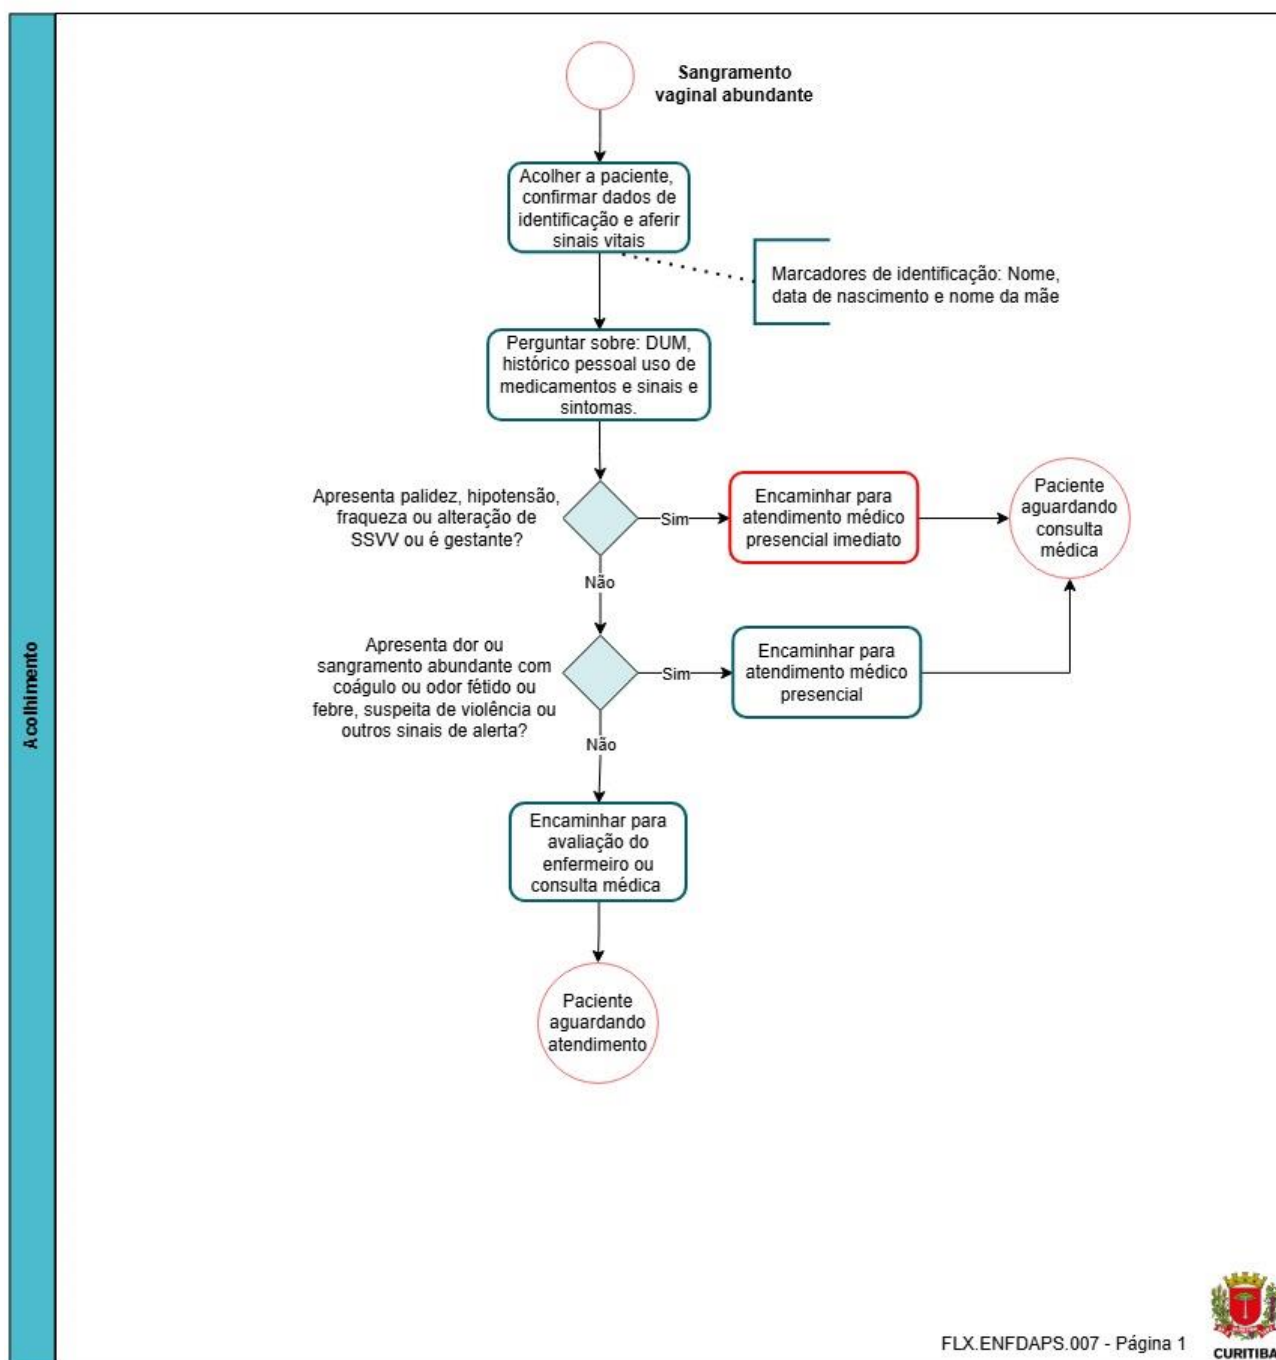 Acolhimento
Sangramento
vaginal abundante
Acolher a paciente,
confirmar dados de
identificação e aferir
sinais vitais
Marcadores de identificação: Nome,
data de nascimento e nome da mãe
Perguntar sobre: DUM,
histórico pessoal uso de
medicamentos e sinais e
sintomas.
Apresenta palidez, hipotensão,
fraqueza ou alteração de
SSVV ou é gestante?
Sim
Encaminhar para
atendimento médico
presencial imediato
Paciente
aguardando
consulta
médica
Não
Apresenta dor ou
sangramento abundante com
coágulo ou odor fétido ou
febre, suspeita de violência ou
outros sinais de alerta?
Sim
Encaminhar para
atendimento médico
presencial
Não
Encaminhar para
avaliação do
enfermeiro ou
consulta médica
Paciente
aguardando
atendimento
FLX.ENFDAPS.007 - Página 1
CURITIBA